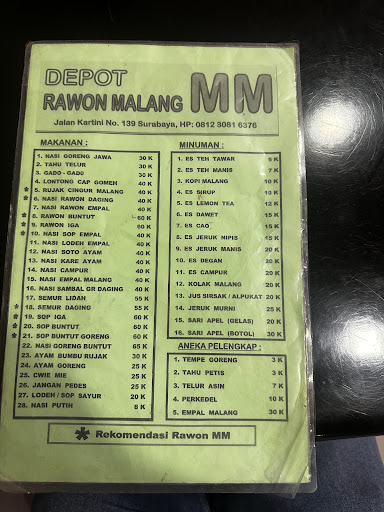 DEPOT
RAWON MALANG MM
Jalan Kartini No. 139 Surabaya, HP: 0812 3081 6376
MAKANAN :
1. NASI GORENG JAWA 30 K
2. TAHU TELUR 30 K
3. GADO - GADO 30 K
4. LONTONG CAP GOMEH 40 K
* 5. RUJAK CINGUR MALANG 40 K
* 6. NASI RAWON DAGING 40 K
7. NASI RAWON EMPAL 40 K
* 8. RAWON BUNTUT 60 K
* 9. RAWON IGA 60 K
* 10. NASI SOP EMPAL 40 K
11. NASI LODEH EMPAL 40 K
12. NASI SOTO AYAM 40 K
13. NASI KARE AYAM 40 K
14. NASI CAMPUR 40 K
15. NASI EMPAL MALANG 40 K
16. NASI SAMBAL GR DAGING 40 K
17. SEMUR LIDAH 55 K
* 18. SEMUR DAGING 55 K
* 19. SOP IGA 60 K
* 20. SOP BUNTUT 60 K
* 21. SOP BUNTUT GORENG 60 K
22. NASI GORENG BUNTUT 65 K
23. AYAM BUMBU RUJAK 30 K
24. AYAM GORENG 25 K
25. CWIE MIE 25 K
26. JANGAN PEDES 25 K
27. LODEH / SOP SAYUR 20 K
28. NASI PUTIH 8 K
MINUMAN :
1. ES TEH TAWAR 5 K
2. ES TEH MANIS 7 K
3. KOPI MALANG 10 K
4. ES SIRUP 10 K
5. ES LEMON TEA 12 K
6. ES DAWET 15 K
7. ES CAO 15 K
8. ES JERUK NIPIS 15 K
9. ES JERUK MANIS 20 K
10. ES DEGAN 20 K
11. ES CAMPUR 20 K
12. KOLAK MALANG 20 K
13. JUS SIRSAK / ALPUKAT 20 K
14. JERUK MURNI 25 K
15. SARI APEL (GELAS) 20 K
16. SARI APEL (BOTOL) 30 K
ANEKA PELENGKAP :
1. TEMPE GORENG 3 K
2. TAHU PETIS 3 K
3. TELUR ASIN 7 K
4. PERKEDEL 10 K
5. EMPAL MALANG 30 K
* Rekomendasi Rawon MM